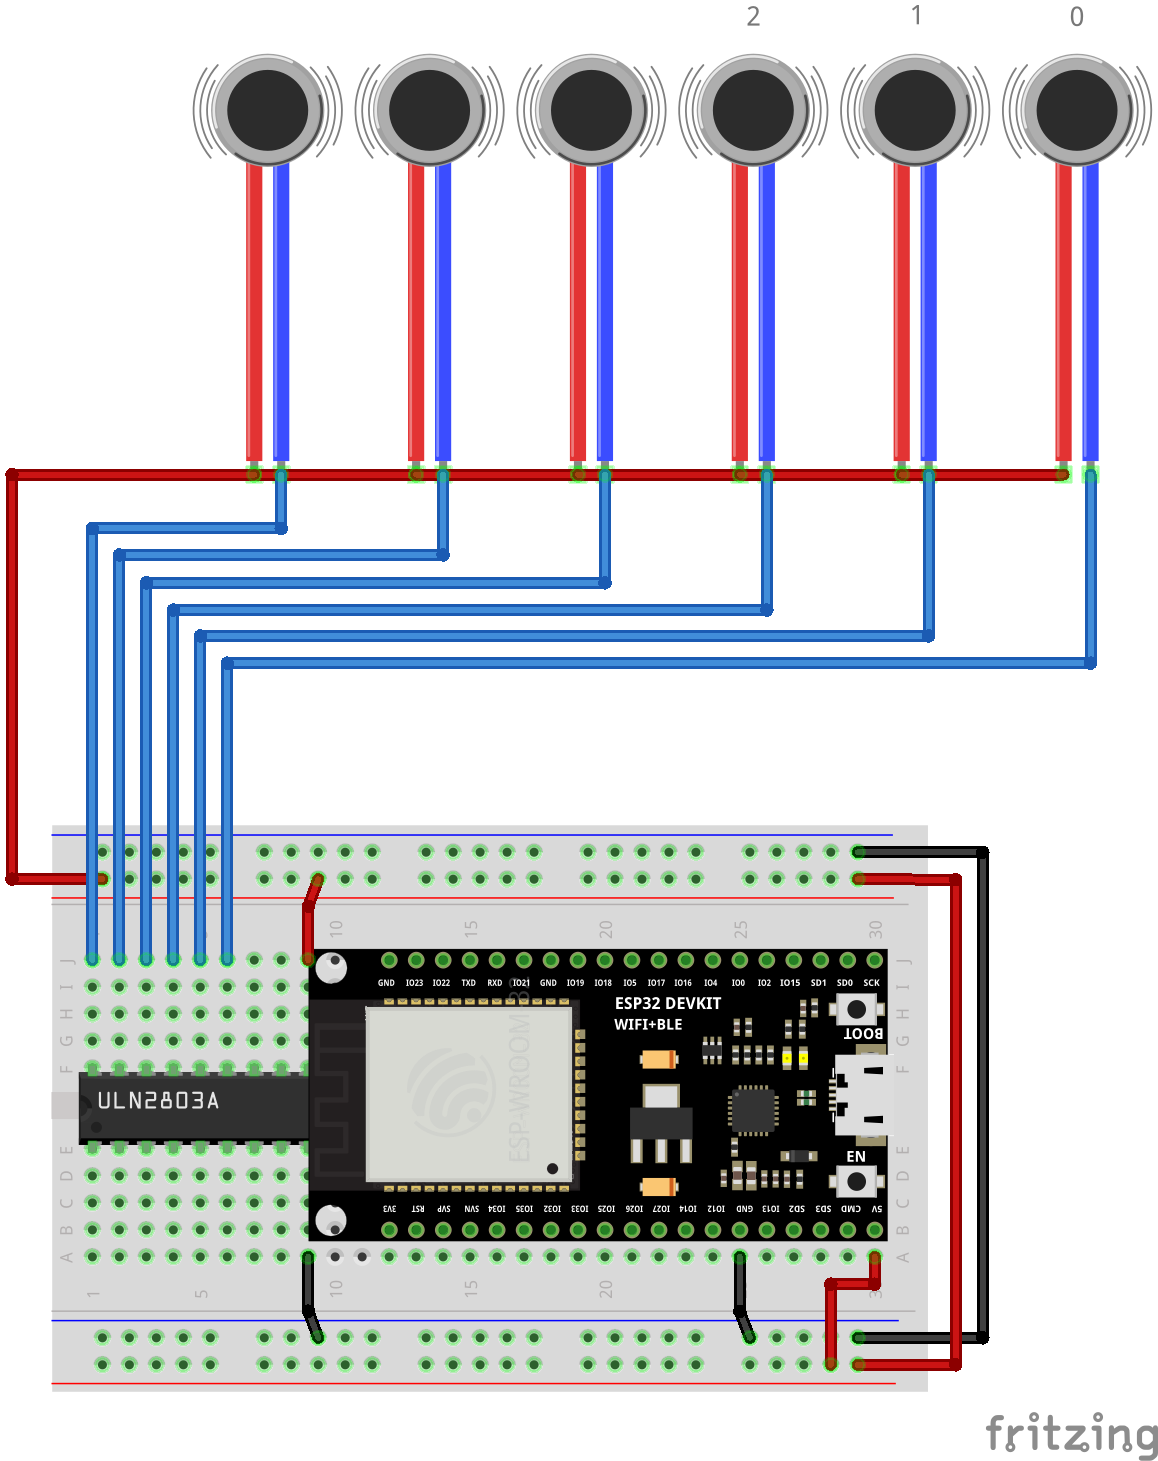 2 1 0
10 20 25 30
J J
I I
H H
G G
F F
GND IO23 IO22 TXD RXD IO21 GND IO19 IO18 IO5 IO17 IO16 IO4 IO0 IO2 IO15 SD1 SD0 SCK
ESP32 DEVKIT
WIFI+BLE
BOOT
ESP-WROOM-32
ULN2803A
EN
E E
D D
C C
B B
A A
3V3 RST SVP SVN IO34 IO35 IO32 IO33 IO25 IO26 IO27 IO14 IO12 GND IO13 SD2 SD3 CMD 5V
1 5 10 15 20
fritzing